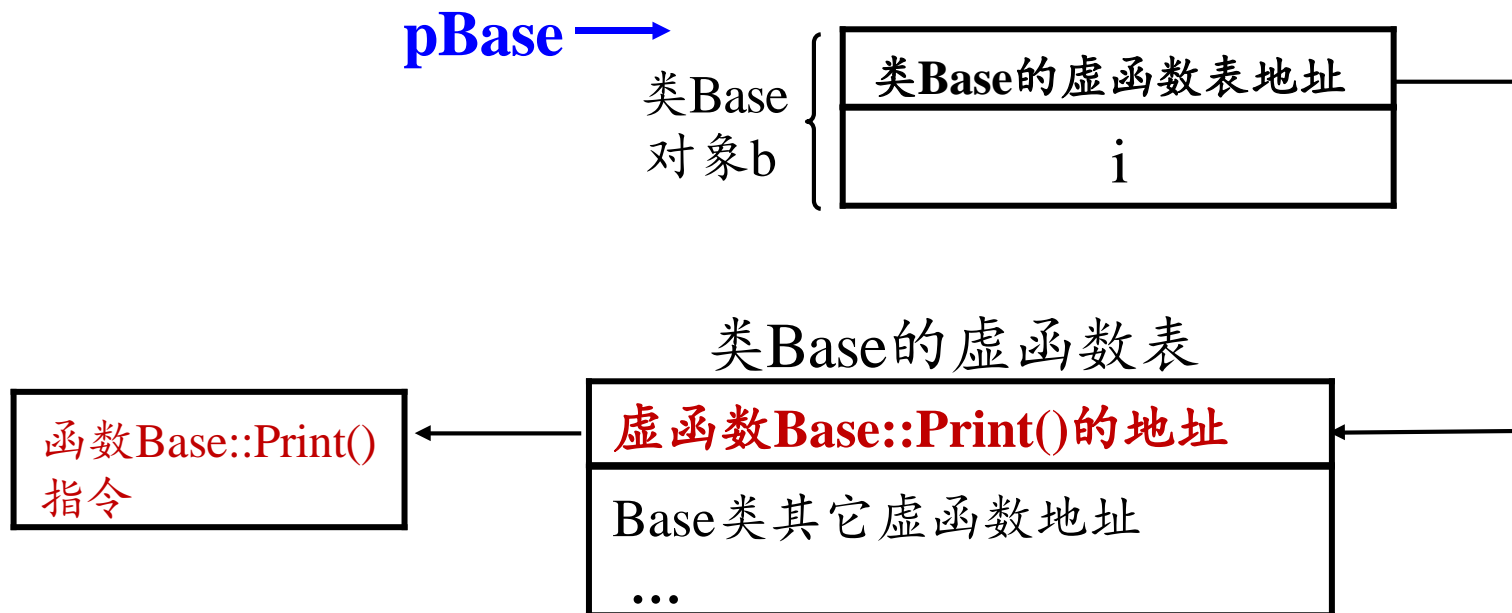 pBase
类Base的虚函数表地址
类Base
对象b
i
类Base的虚函数表
虚函数Base::Print()的地址
函数Base::Print()
指令
Base类其它虚函数地址
...